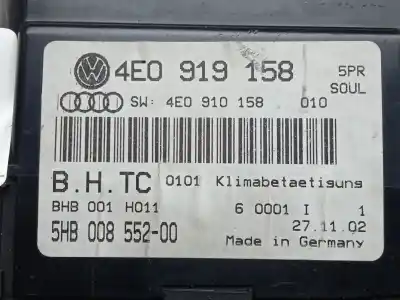 4E0 919 158 5PR
SOUL
SW: 4E0 910 158 010
B.H.TC 0101 Klimabetaetisuns
BHB 001 H011 6 0001 I 1
5HB 008 552-00 27.11.02
Made in Germany